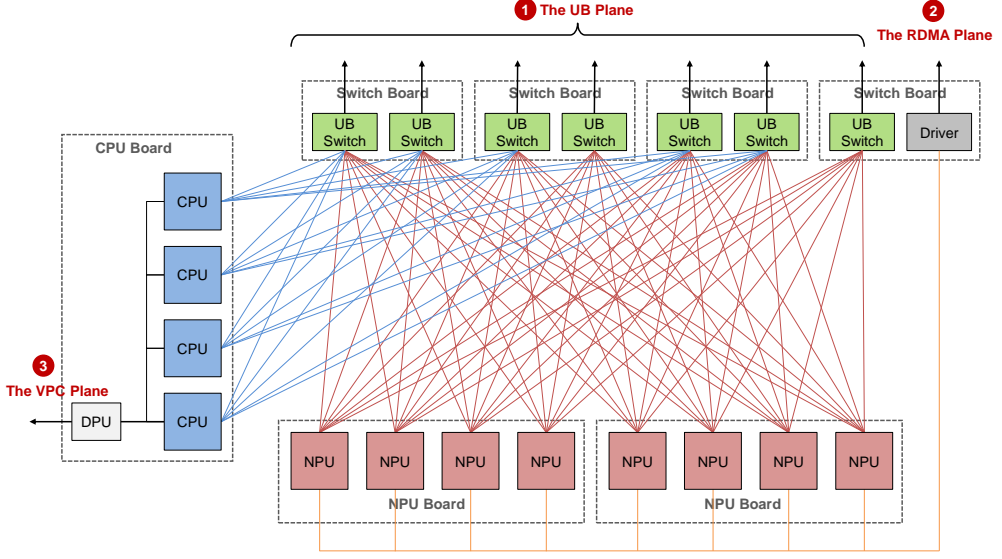 1 The UB Plane
2
The RDMA Plane
Switch Board
Switch Board
Switch Board
Switch Board
UB
Switch
UB
Switch
UB
Switch
UB
Switch
UB
Switch
UB
Switch
UB
Switch
Driver
CPU Board
CPU
CPU
CPU
CPU
3
The VPC Plane
DPU
NPU
NPU
NPU
NPU
NPU
NPU
NPU
NPU
NPU Board
NPU Board